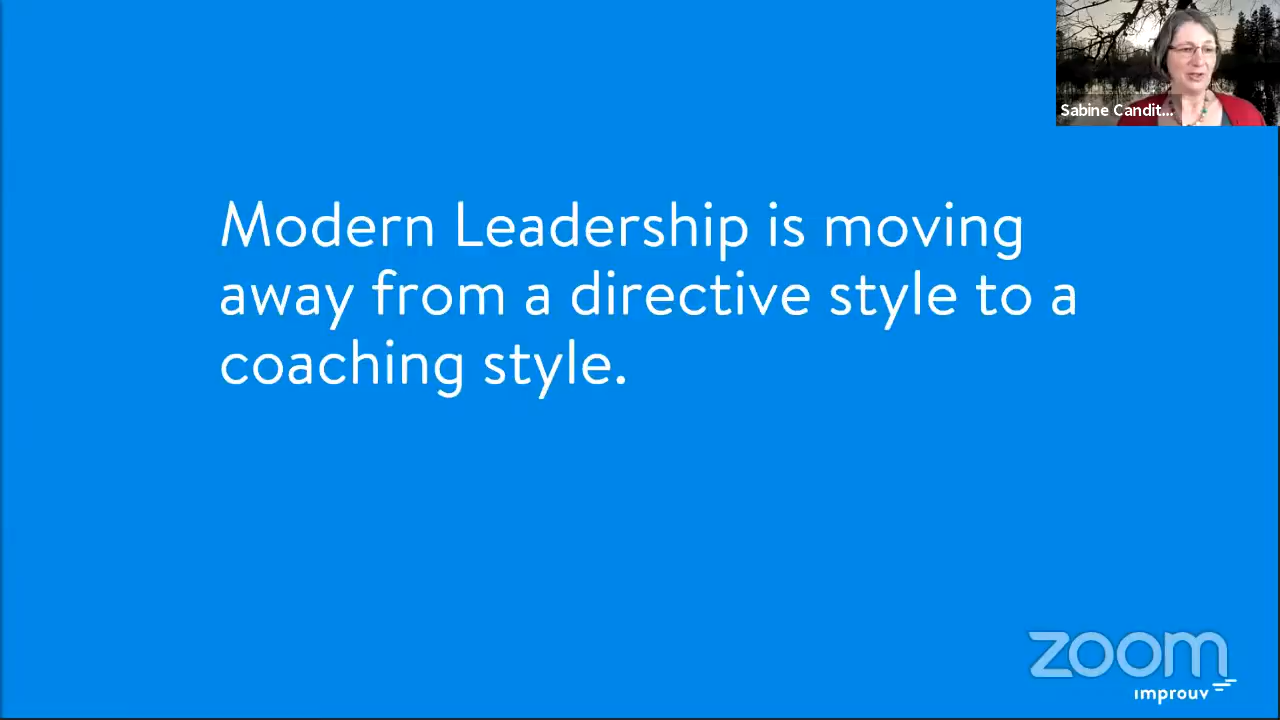 Sabine Candit...
Modern Leadership is moving
away from a directive style to a
coaching style.
zoom
improuv